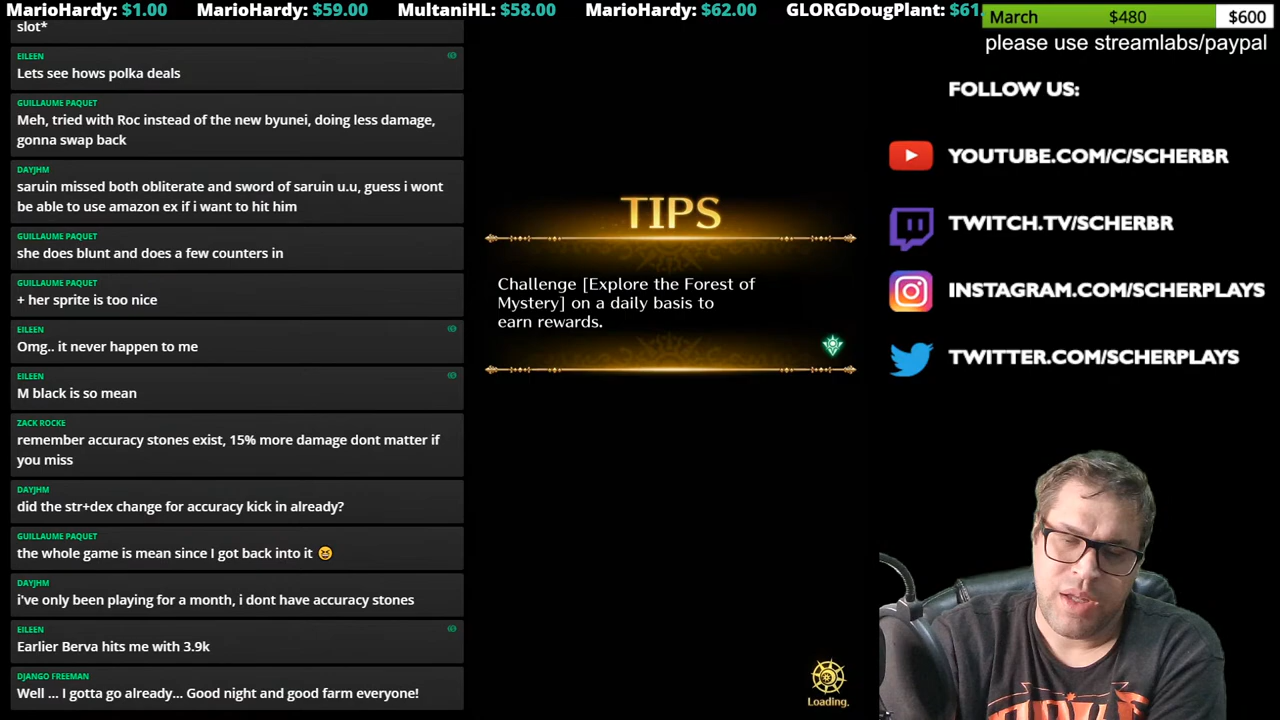 MarioHardy: $1.00 MarioHardy: $59.00 MultaniHL: $58.00 MarioHardy: $62.00 GLORGDougPlant: $61.
March $480 $600
please use streamlabs/paypal
slot*
EILEEN
Lets see hows polka deals
GUILLAUME PAQUET
Meh, tried with Roc instead of the new byunei, doing less damage,
gonna swap back
DAYJHM
saruin missed both obliterate and sword of saruin u.u, guess i wont
be able to use amazon ex if i want to hit him
GUILLAUME PAQUET
she does blunt and does a few counters in
GUILLAUME PAQUET
+ her sprite is too nice
EILEEN
Omg.. it never happen to me
EILEEN
M black is so mean
ZACK ROCKE
remember accuracy stones exist, 15% more damage dont matter if
you miss
DAYJHM
did the str+dex change for accuracy kick in already?
GUILLAUME PAQUET
the whole game is mean since I got back into it 😆
DAYJHM
i've only been playing for a month, i dont have accuracy stones
EILEEN
Earlier Berva hits me with 3.9k
DJANGO FREEMAN
Well ... I gotta go already... Good night and good farm everyone!
TIPS
Challenge [Explore the Forest of
Mystery] on a daily basis to
earn rewards.
Loading.
FOLLOW US:
YOUTUBE.COM/C/SCHERBR
TWITCH.TV/SCHERBR
INSTAGRAM.COM/SCHERPLAYS
TWITTER.COM/SCHERPLAYS